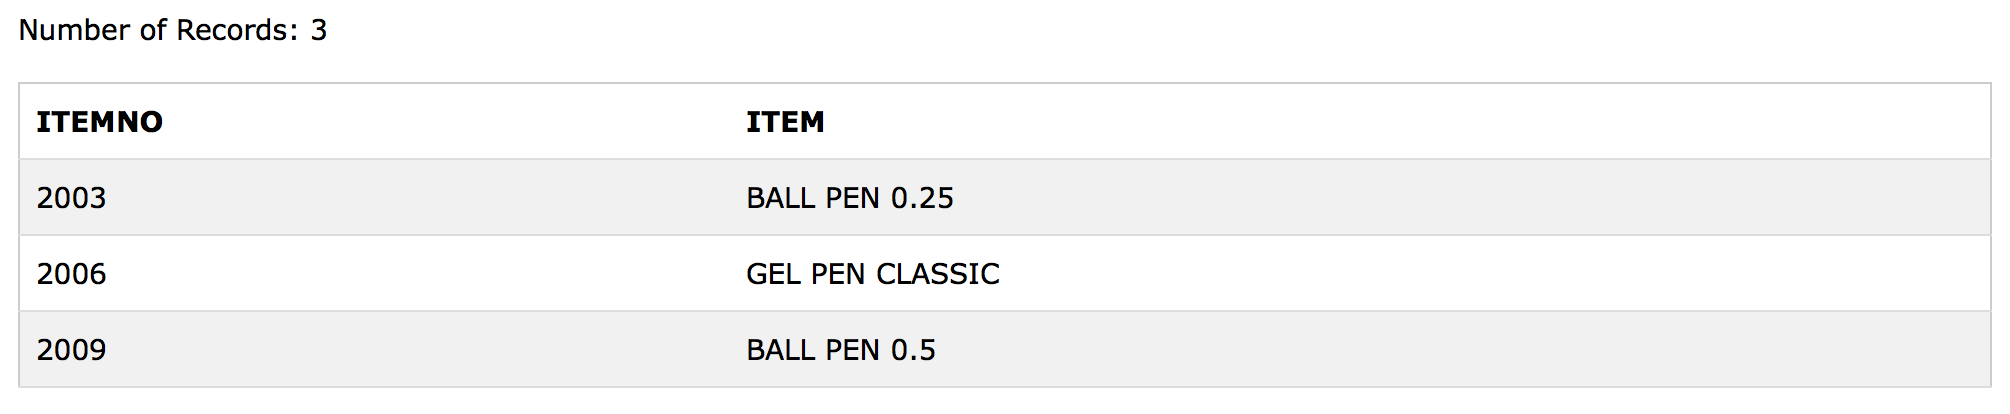 Number of Records: 3
ITEMNO ITEM
2003 BALL PEN 0.25
2006 GEL PEN CLASSIC
2009 BALL PEN 0.5